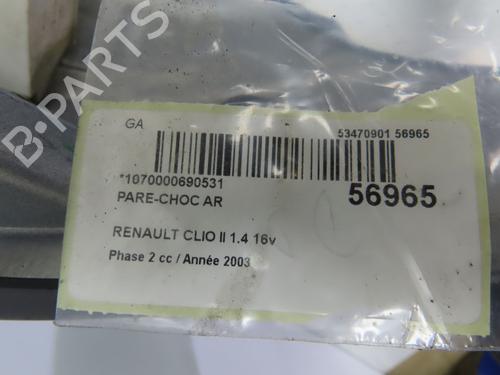 GA
53470901 56965
*1070000690531
56965
PARE-CHOC AR
RENAULT CLIO II 1.4 16v
Phase 2 cc / Année 2003
B-PARTS